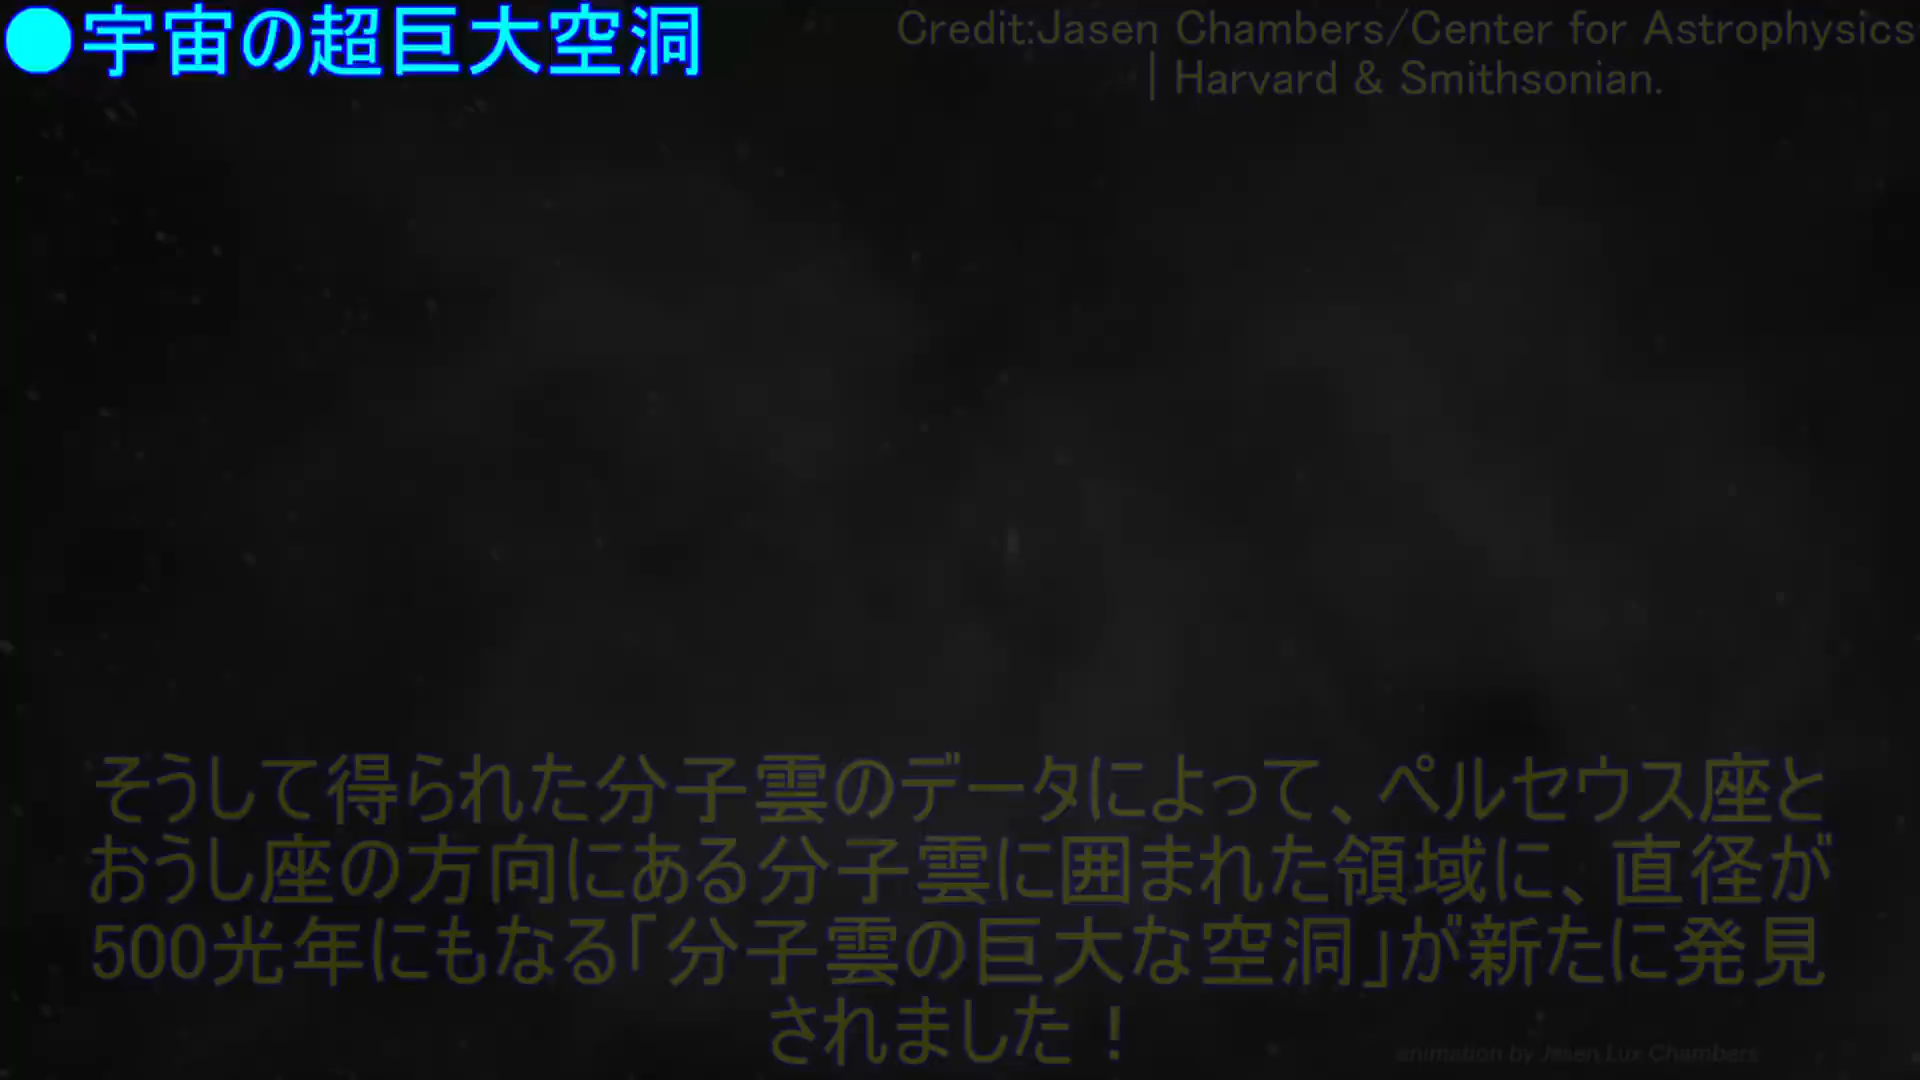 ●宇宙の超巨大空洞
Credit:Jasen Chambers/Center for Astrophysics
| Harvard & Smithsonian.
そうして得られた分子雲のデータによって、ペルセウス座と
おうし座の方向にある分子雲に囲まれた領域に、直径が
500光年にもなる「分子雲の巨大な空洞」が新たに発見
されました！
animation by Jasen Lux Chambers